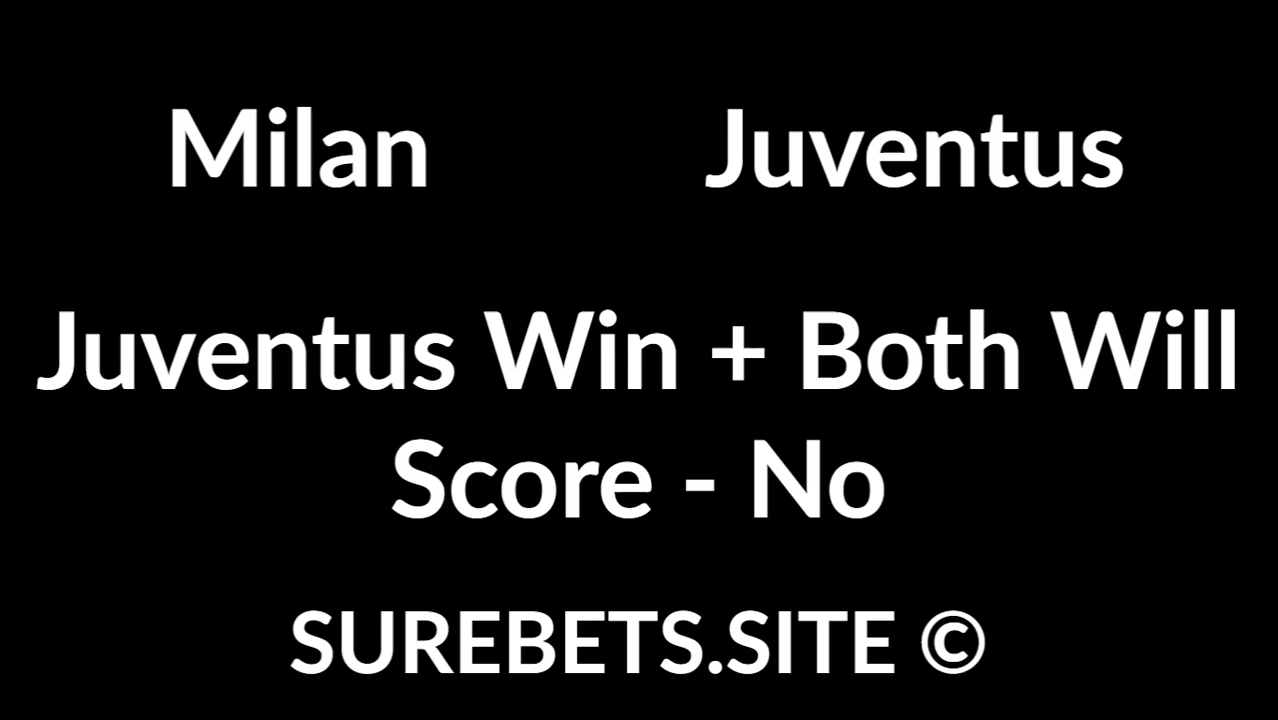 Milan Juventus
Juventus Win + Both Will
Score - No
SUREBETS.SITE ©